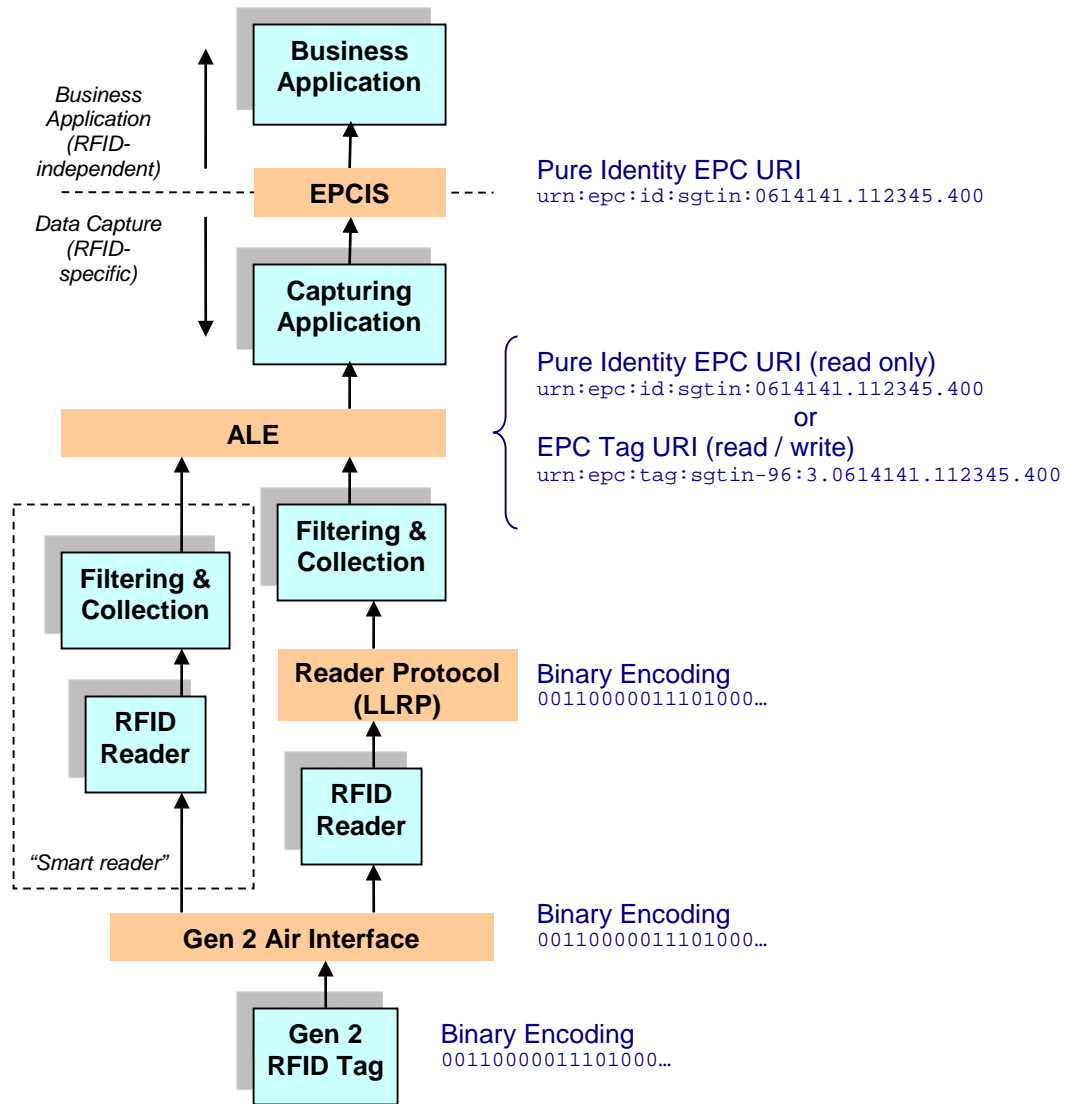 Business
Application
Business
Application
(RFID-
independent)
Pure Identity EPC URI
urn:epc:id:sgtin:0614141.112345.400
EPCIS
Data Capture
(RFID-
specific)
Capturing
Application
Pure Identity EPC URI (read only)
urn:epc:id:sgtin:0614141.112345.400
or
EPC Tag URI (read / write)
urn:epc:tag:sgtin-96:3.0614141.112345.400
ALE
Filtering &
Collection
Filtering &
Collection
Reader Protocol
(LLRP)
Binary Encoding
00110000011101000…
RFID
Reader
RFID
Reader
“Smart reader”
Gen 2 Air Interface
Binary Encoding
00110000011101000…
Gen 2
RFID Tag
Binary Encoding
00110000011101000…